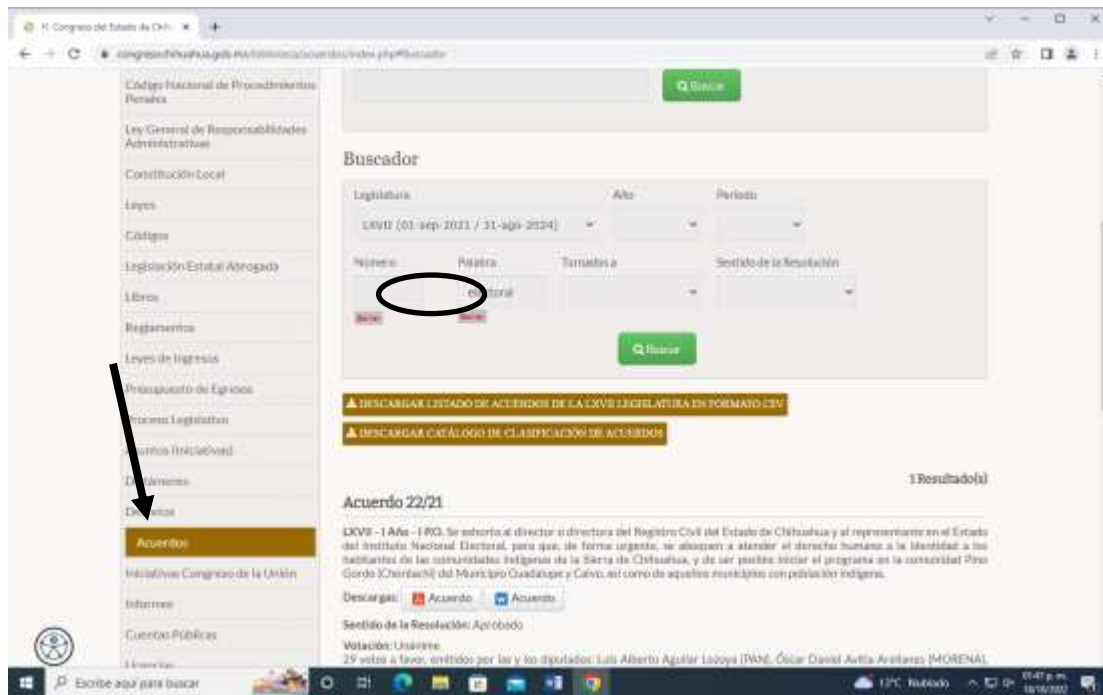 H. Congreso del Estado de Chih
Código Nacional de Procedimientos
Penales
Buscar
Ley General de Responsabilidades
Administrativas
Buscador
Constitución Local
Legislatura Año Periodo
Leyes
LXVII (01-sep-2021 / 31-ago-2024)
Códigos
Legislación Estatal Abrogada
Número Palabra Turnados a Sentido de la Resolución
Libros
Reglamentos
Buscar
Leyes de Ingresos
Presupuesto de Egresos
DESCARGAR LISTADO DE ACUERDOS DE LA LXVII LEGISLATURA EN FORMATO CSV
Proceso Legislativo
DESCARGAR CATÁLOGO DE CLASIFICACIÓN DE ACUERDOS
Asuntos (Iniciativas)
1 Resultado(s)
Acuerdo 22/21
Acuerdos
LXVII - I Año - I P.O. Se exhorta al director o directora del Registro Civil del Estado de Chihuahua y al representante en el Estado
del Instituto Nacional Electoral, para que, de forma urgente, se aboquen a atender el derecho humano a la identidad a los
habitantes de las comunidades indígenas de la Sierra de Chihuahua, y de ser posible iniciar el programa en la comunidad Pino
Gordo (Choréachi) del Municipio Guadalupe y Calvo, así como de aquellos municipios con población indígena.
Iniciativas Congreso de la Unión
Descargas: Acuerdo Acuerdo
Informes
Sentido de la Resolución: Aprobado
Cuentas Públicas
Votación: Unánime
29 votos a favor, emitidos por las y los diputados: Luis Alberto Aguilar Lozoya (PAN), Óscar Daniel Avitia Arellanes (MORENA),
Escribe aquí para buscar
13°C Nublado
01:47 p. m.